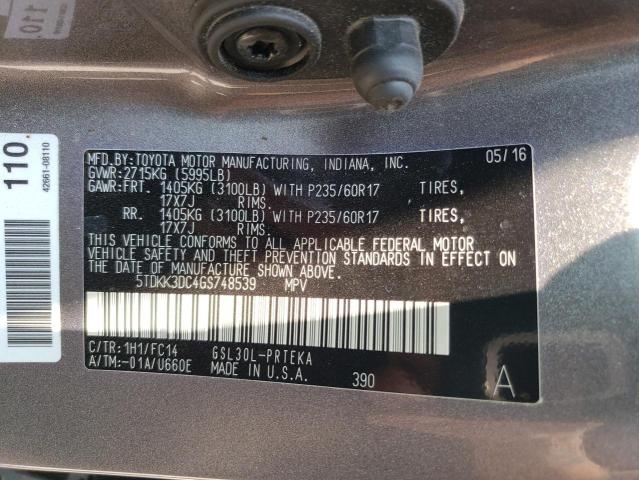 110
110
42661-08110
MFD.BY:TOYOTA MOTOR MANUFACTURING, INDIANA, INC. 05/16
GVWR:2715KG (5995LB)
GAWR:FRT. 1405KG (3100LB) WITH P235/60R17 TIRES,
17X7J RIMS.
RR. 1405KG (3100LB) WITH P235/60R17 TIRES,
17X7J RIMS.
THIS VEHICLE CONFORMS TO ALL APPLICABLE FEDERAL MOTOR
VEHICLE SAFETY AND THEFT PREVENTION STANDARDS IN EFFECT ON
THE DATE OF MANUFACTURE SHOWN ABOVE.
5TDKK3DC4GS748539 MPV
C/TR:1H1/FC14 GSL30L-PRTEKA
A/TM:-01A/U660E MADE IN U.S.A. 390 A